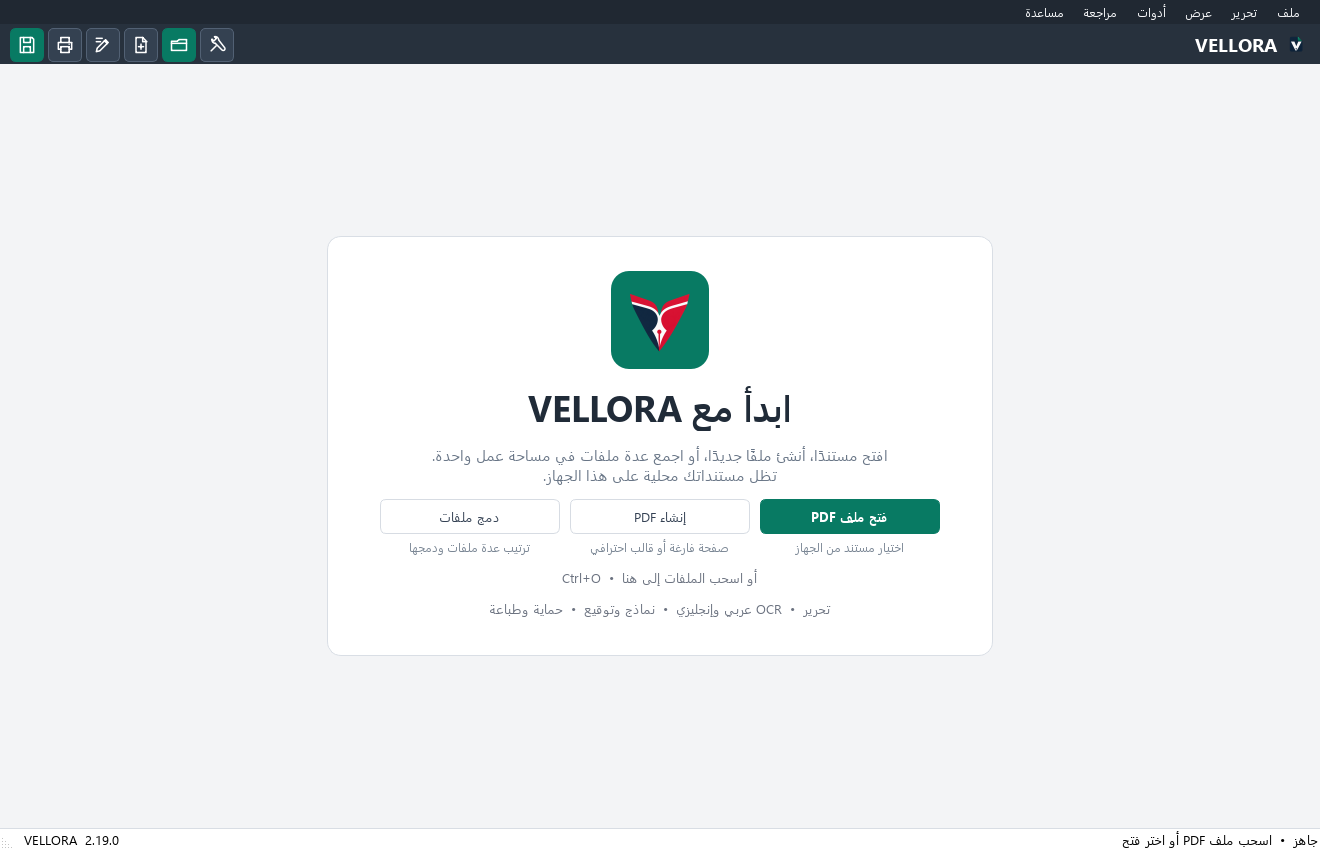 ملف تحرير عرض أدوات مراجعة مساعدة
VELLORA
ابدأ مع VELLORA
افتح مستندًا، أنشئ ملفًا جديدًا، أو اجمع عدة ملفات في مساحة عمل واحدة.
تظل مستنداتك محلية على هذا الجهاز.
فتح ملف PDF إنشاء PDF دمج ملفات
اختيار مستند من الجهاز صفحة فارغة أو قالب احترافي ترتيب عدة ملفات ودمجها
أو اسحب الملفات إلى هنا • Ctrl+O
تحرير • OCR عربي وإنجليزي • نماذج وتوقيع • حماية وطباعة
جاهز • اسحب ملف PDF أو اختر فتح VELLORA 2.19.0